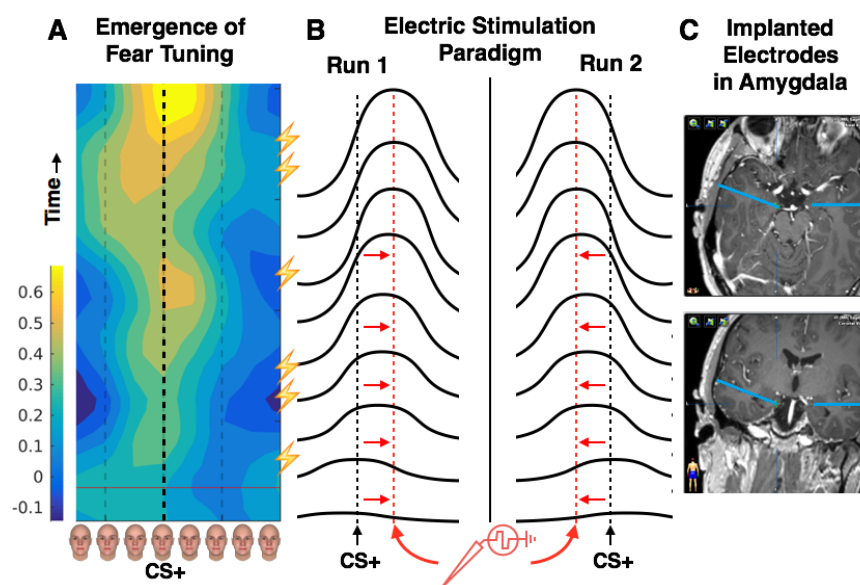 A
Emergence of
Fear Tuning
B
Electric Stimulation
Paradigm
Run 1
Run 2
C
Implanted
Electrodes
in Amygdala
Time →
0.6
0.5
0.4
0.3
0.2
0.1
0
-0.1
CS+
CS+
CS+